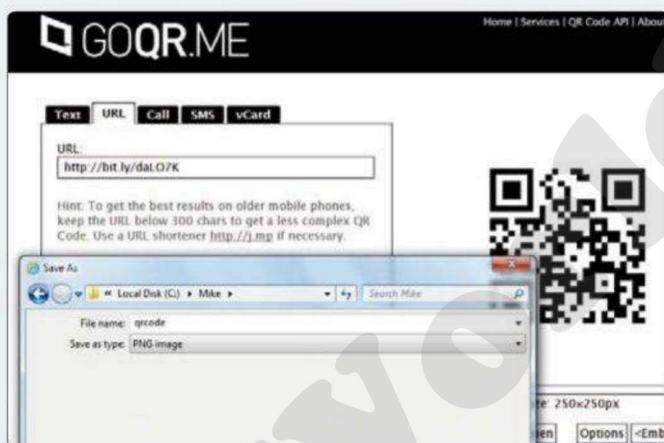 GOQR.ME
Home | Services | QR Code API | Abou
Text URL Call SMS vCard
URL:
http://bit.ly/daLO7K
Hint: To get the best results on older mobile phones,
keep the URL below 300 chars to get a less complex QR
Code. Use a URL shortener http://j.mp if necessary.
Save As
« Local Disk (C:) Mike
Search Mike
File name: qrcode
Save as type: PNG image
ze: 250x250px
en Options <Emb